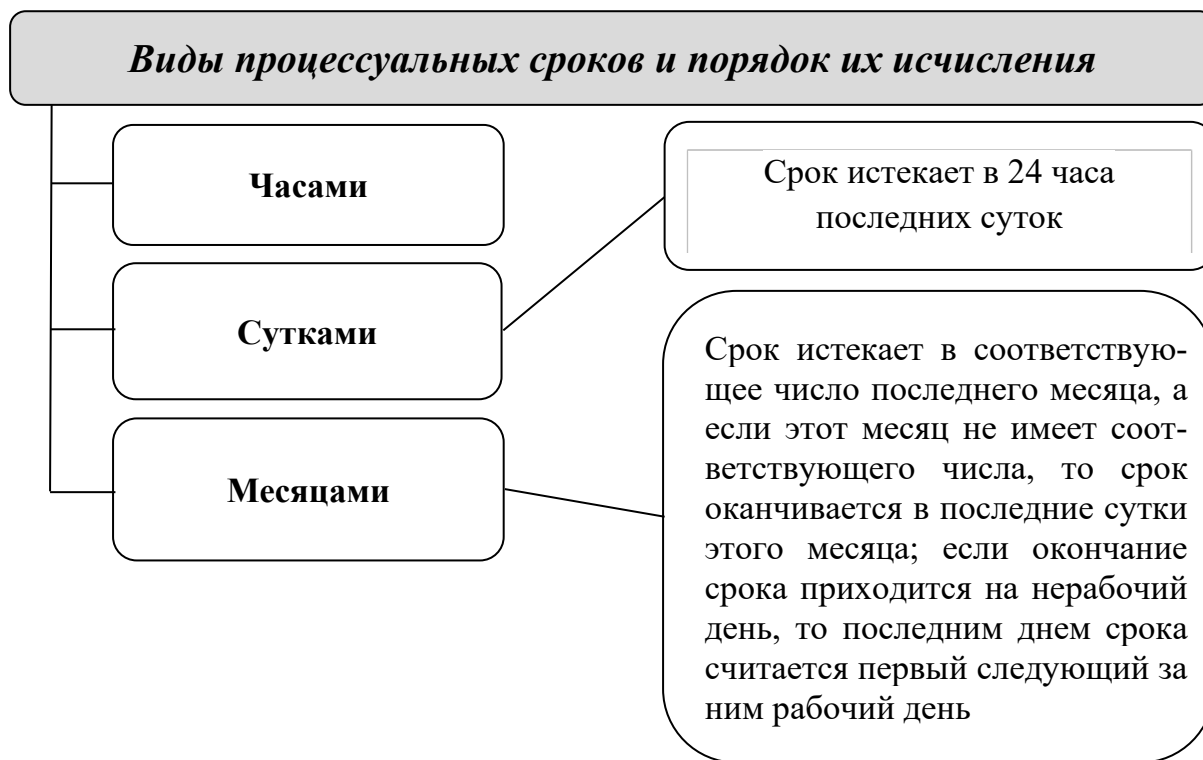 Виды процессуальных сроков и порядок их исчисления
Часами
Срок истекает в 24 часа
последних суток
Сутками
Месяцами
Срок истекает в соответствую-
щее число последнего месяца, а
если этот месяц не имеет соот-
ветствующего числа, то срок
оканчивается в последние сутки
этого месяца; если окончание
срока приходится на нерабочий
день, то последним днем срока
считается первый следующий за
ним рабочий день